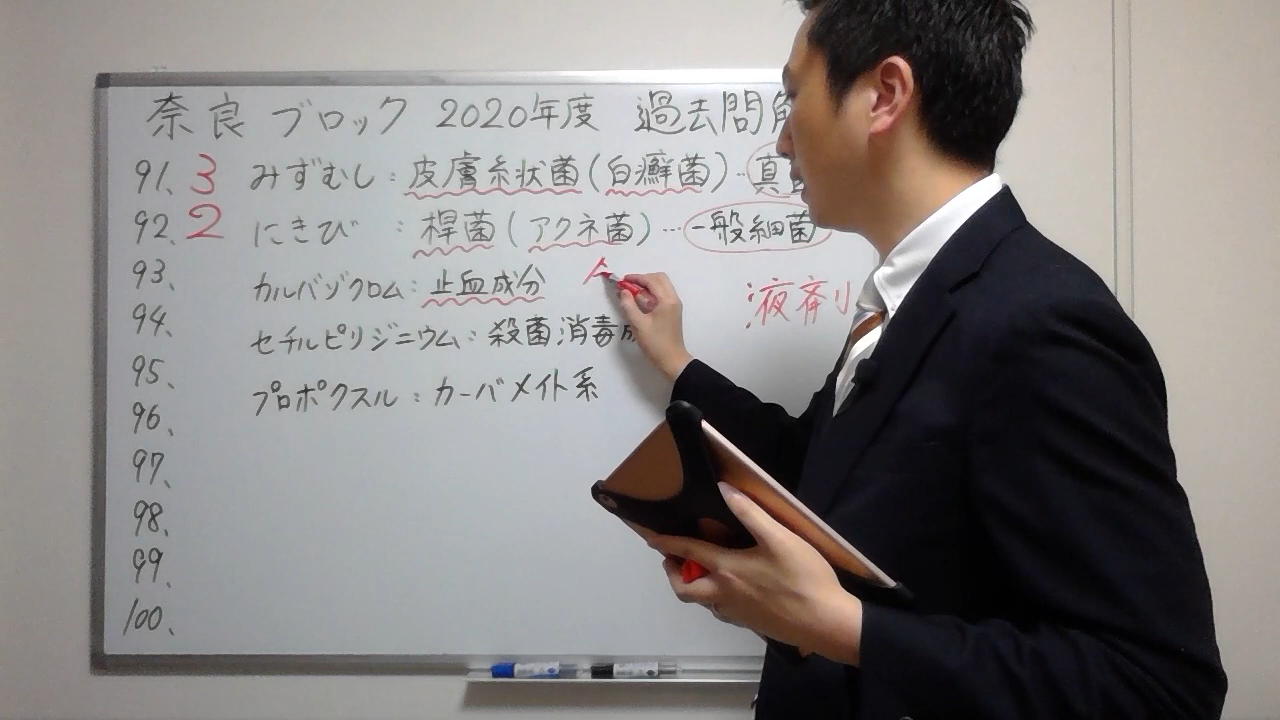 奈良ブロック 2020年度 過去問解
91、 3 みずむし：皮膚糸状菌(白癬菌)…真
92、 2 にきび：桿菌(アクネ菌)…一般細菌
93、 カルバゾクロム：止血成分
液剤
94、 セチルピリジニウム：殺菌消毒成
95、 プロポクスル：カーバメイト系
96、
97、
98、
99、
100、